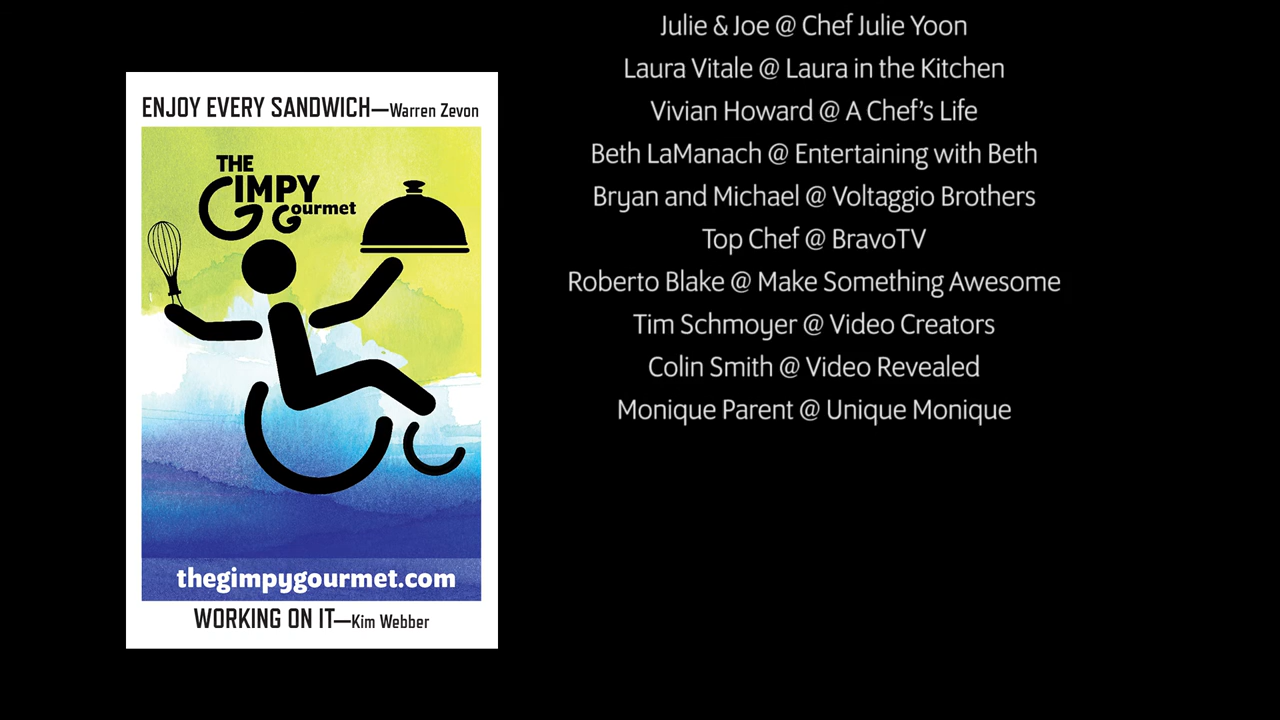 ENJOY EVERY SANDWICH—Warren Zevon
THE
GIMPY
Gourmet
thegimpygourmet.com
WORKING ON IT—Kim Webber
Julie & Joe @ Chef Julie Yoon
Laura Vitale @ Laura in the Kitchen
Vivian Howard @ A Chef’s Life
Beth LaManach @ Entertaining with Beth
Bryan and Michael @ Voltaggio Brothers
Top Chef @ BravoTV
Roberto Blake @ Make Something Awesome
Tim Schmoyer @ Video Creators
Colin Smith @ Video Revealed
Monique Parent @ Unique Monique